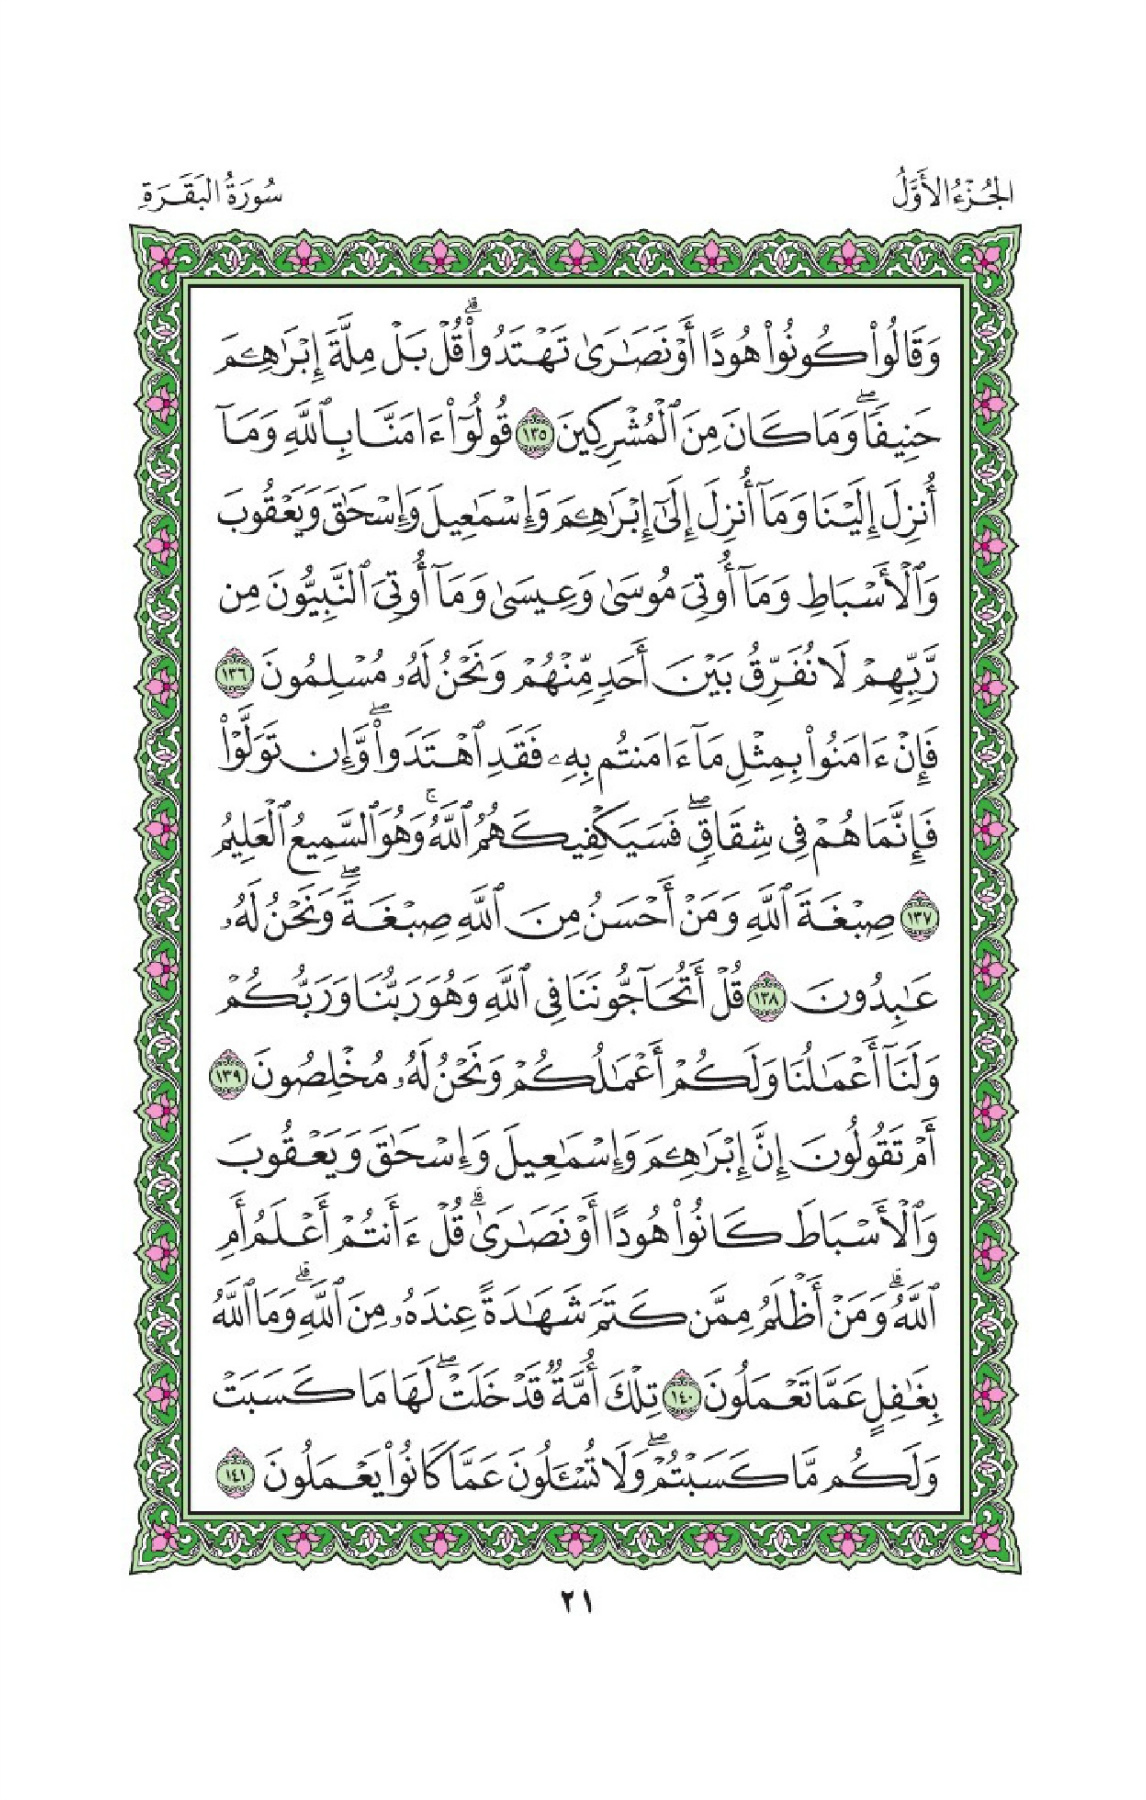 الجُزْءُ الأَوَّلُ
سُورَةُ البَقَرَةِ
وَقَالُوا۟ كُونُوا۟ هُودًا أَوْ نَصَـٰرَىٰ تَهْتَدُوا۟ ۗ قُلْ بَلْ مِلَّةَ إِبْرَٰهِـۧمَ
حَنِيفًا ۖ وَمَا كَانَ مِنَ ٱلْمُشْرِكِينَ ١٣٥ قُولُوٓا۟ ءَامَنَّا بِٱللَّهِ وَمَآ
أُنزِلَ إِلَيْنَا وَمَآ أُنزِلَ إِلَىٰٓ إِبْرَٰهِـۧمَ وَإِسْمَـٰعِيلَ وَإِسْحَـٰقَ وَيَعْقُوبَ
وَٱلْأَسْبَاطِ وَمَآ أُوتِىَ مُوسَىٰ وَعِيسَىٰ وَمَآ أُوتِىَ ٱلنَّبِيُّونَ مِن
رَّبِّهِمْ لَا نُفَرِّقُ بَيْنَ أَحَدٍ مِّنْهُمْ وَنَحْنُ لَهُۥ مُسْلِمُونَ ١٣٦
فَإِنْ ءَامَنُوا۟ بِمِثْلِ مَآ ءَامَنتُم بِهِۦ فَقَدِ ٱهْتَدَوا۟ ۖ وَّإِن تَوَلَّوْا۟
فَإِنَّمَا هُمْ فِى شِقَاقٍ ۖ فَسَيَكْفِيكَهُمُ ٱللَّهُ ۚ وَهُوَ ٱلسَّمِيعُ ٱلْعَلِيمُ
١٣٧ صِبْغَةَ ٱللَّهِ وَمَنْ أَحْسَنُ مِنَ ٱللَّهِ صِبْغَةً ۖ وَنَحْنُ لَهُۥ
عَـٰبِدُونَ ١٣٨ قُلْ أَتُحَآجُّونَنَا فِى ٱللَّهِ وَهُوَ رَبُّنَا وَرَبُّكُمْ
وَلَنَآ أَعْمَـٰلُنَا وَلَكُمْ أَعْمَـٰلُكُمْ وَنَحْنُ لَهُۥ مُخْلِصُونَ ١٣٩
أَمْ تَقُولُونَ إِنَّ إِبْرَٰهِـۧمَ وَإِسْمَـٰعِيلَ وَإِسْحَـٰقَ وَيَعْقُوبَ
وَٱلْأَسْبَاطَ كَانُوا۟ هُودًا أَوْ نَصَـٰرَىٰ ۗ قُلْ ءَأَنتُمْ أَعْلَمُ أَمِ
ٱللَّهُ ۗ وَمَنْ أَظْلَمُ مِمَّن كَتَمَ شَهَـٰدَةً عِندَهُۥ مِنَ ٱللَّهِ ۗ وَمَا ٱللَّهُ
بِغَـٰفِلٍ عَمَّا تَعْمَلُونَ ١٤٠ تِلْكَ أُمَّةٌ قَدْ خَلَتْ ۖ لَهَا مَا كَسَبَتْ
وَلَكُم مَّا كَسَبْتُمْ ۖ وَلَا تُسْـَٔلُونَ عَمَّا كَانُوا۟ يَعْمَلُونَ ١٤١
٢١